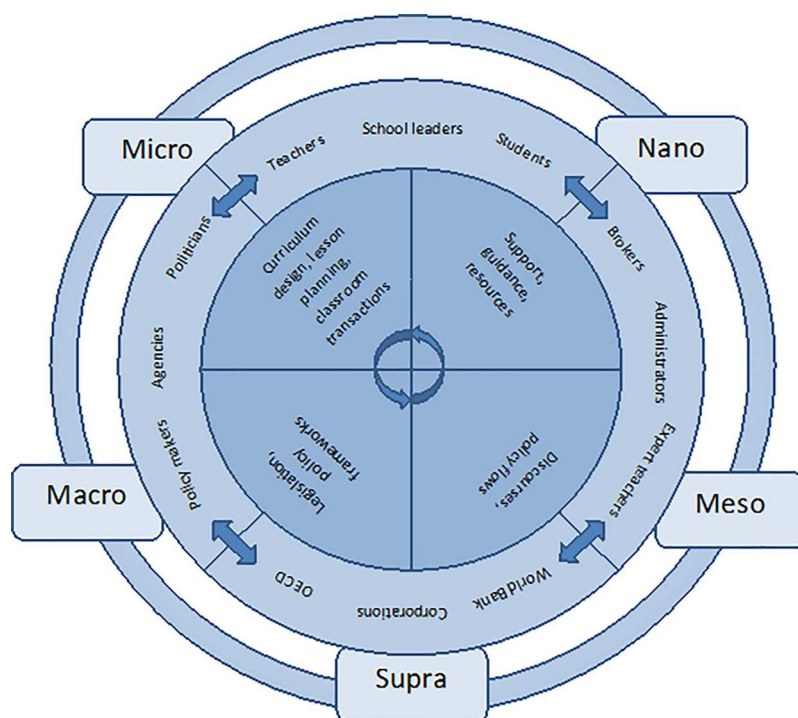 Micro
Nano
Macro
Meso
Supra
Teachers
School leaders
Students
Brokers
Administrators
Expert teachers
World Bank
Corporations
OECD
Policy makers
Agencies
Politicians
Curriculum
design, lesson
planning,
classroom
transactions
Support,
guidance,
resources
Legislation,
policy
frameworks
Discourses,
policy flows